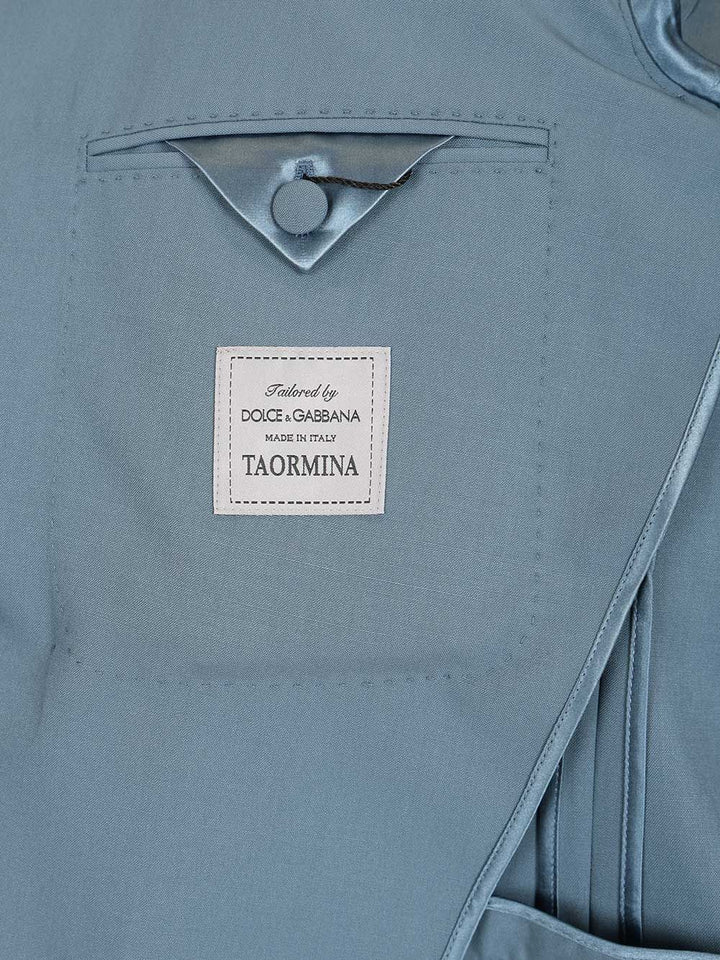 Tailored by
DOLCE & GABBANA
MADE IN ITALY
TAORMINA